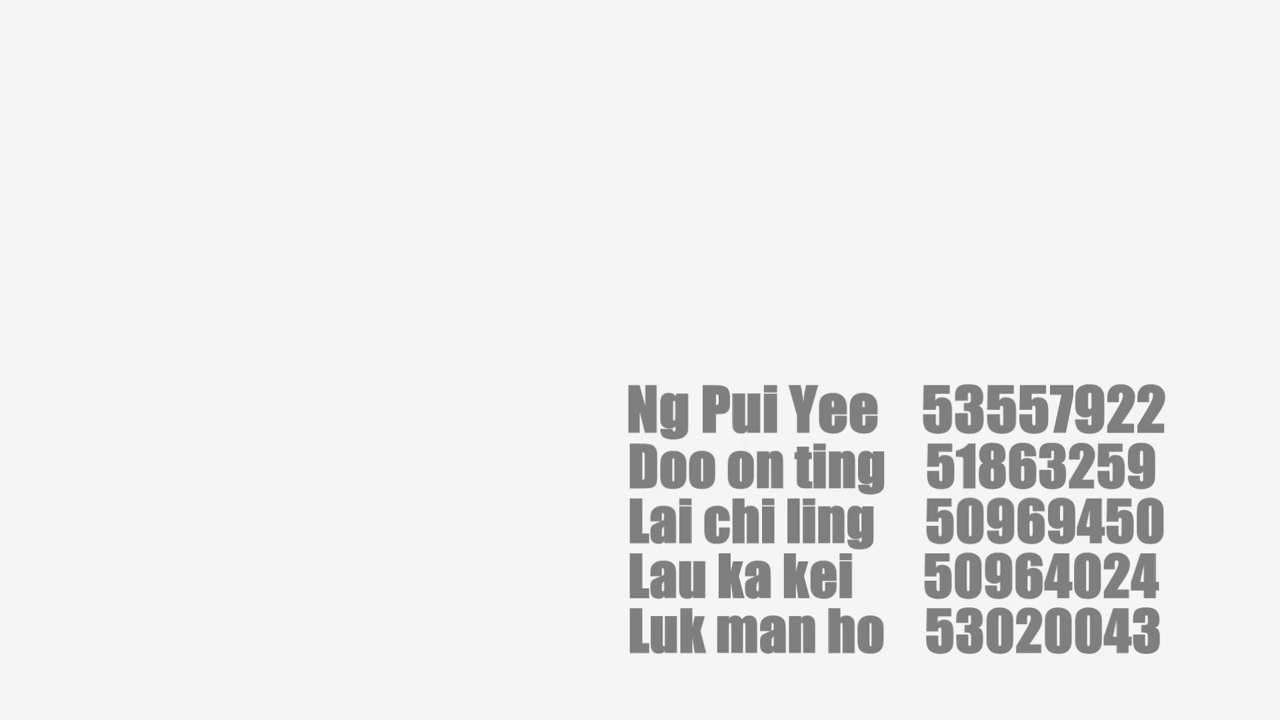 Ng Pui Yee 53557922
Doo on ting 51863259
Lai chi ling 50969450
Lau ka kei 50964024
Luk man ho 53020043